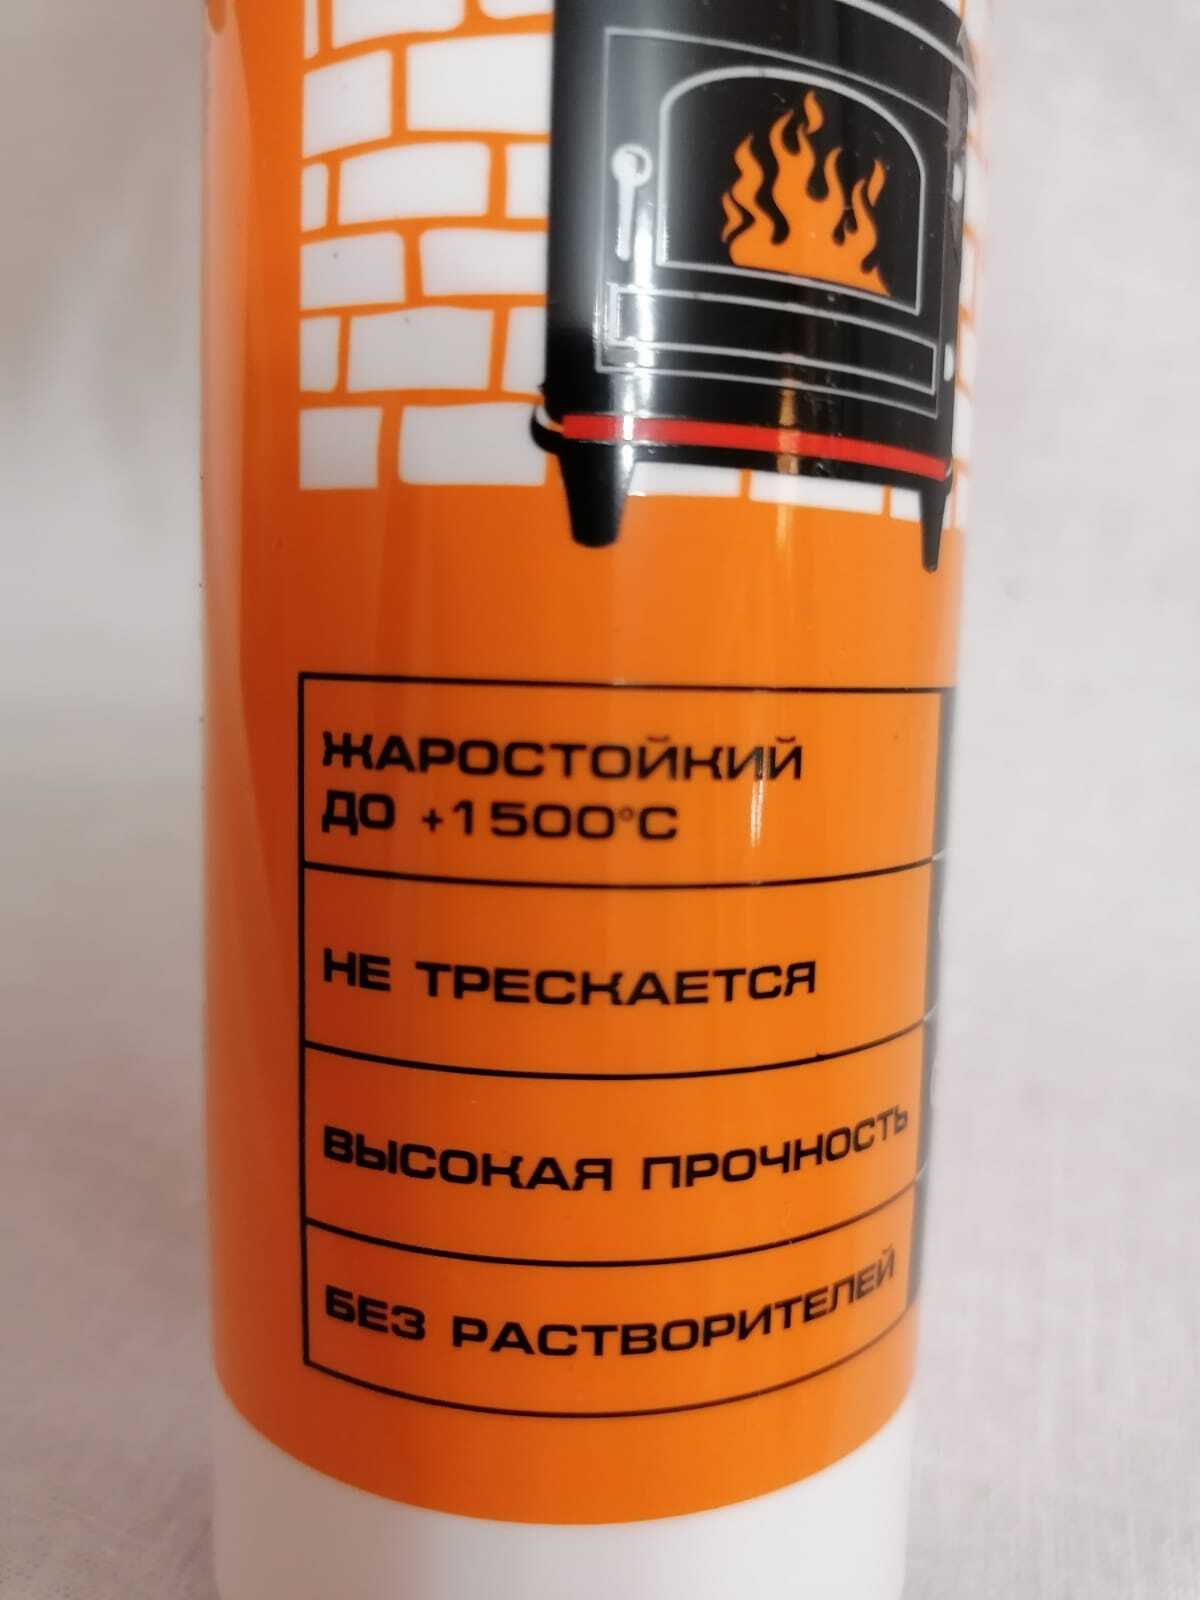 ЖАРОСТОЙКИЙ
ДО +1500°С
НЕ ТРЕСКАЕТСЯ
ВЫСОКАЯ ПРОЧНОСТЬ
БЕЗ РАСТВОРИТЕЛЕЙ